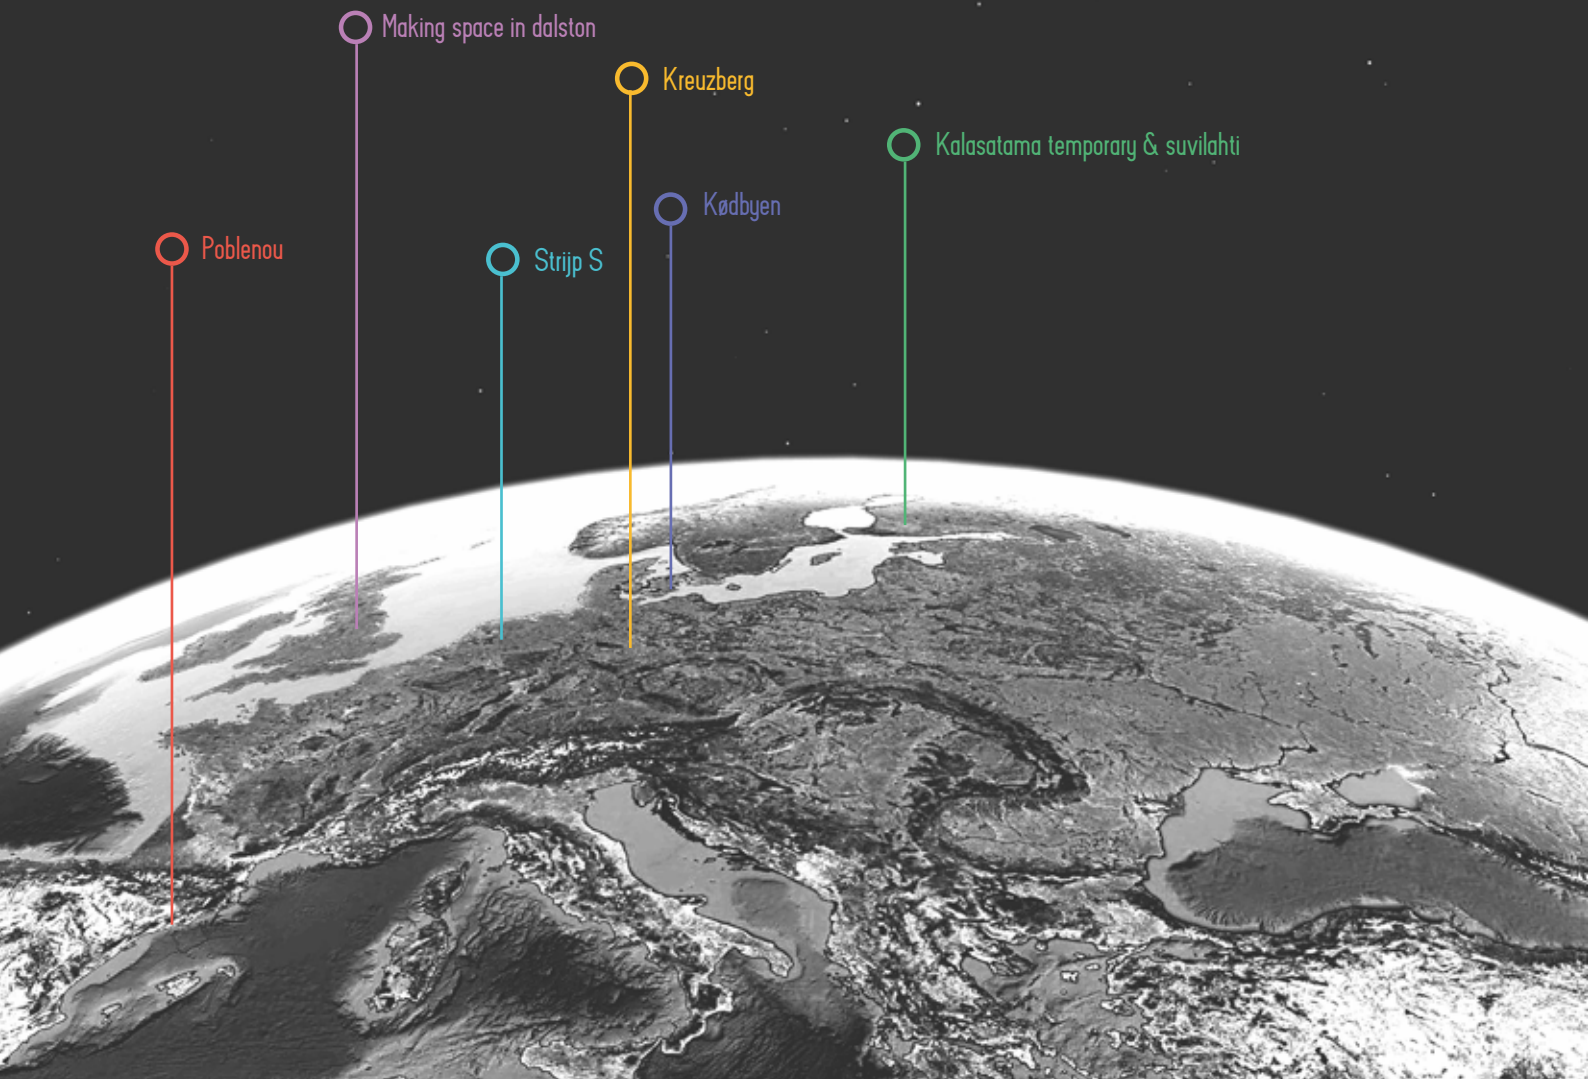 Making space in dalston
Kreuzberg
Kalasatama temporary & suvilahti
Kødbyen
Poblenou
Strijp S